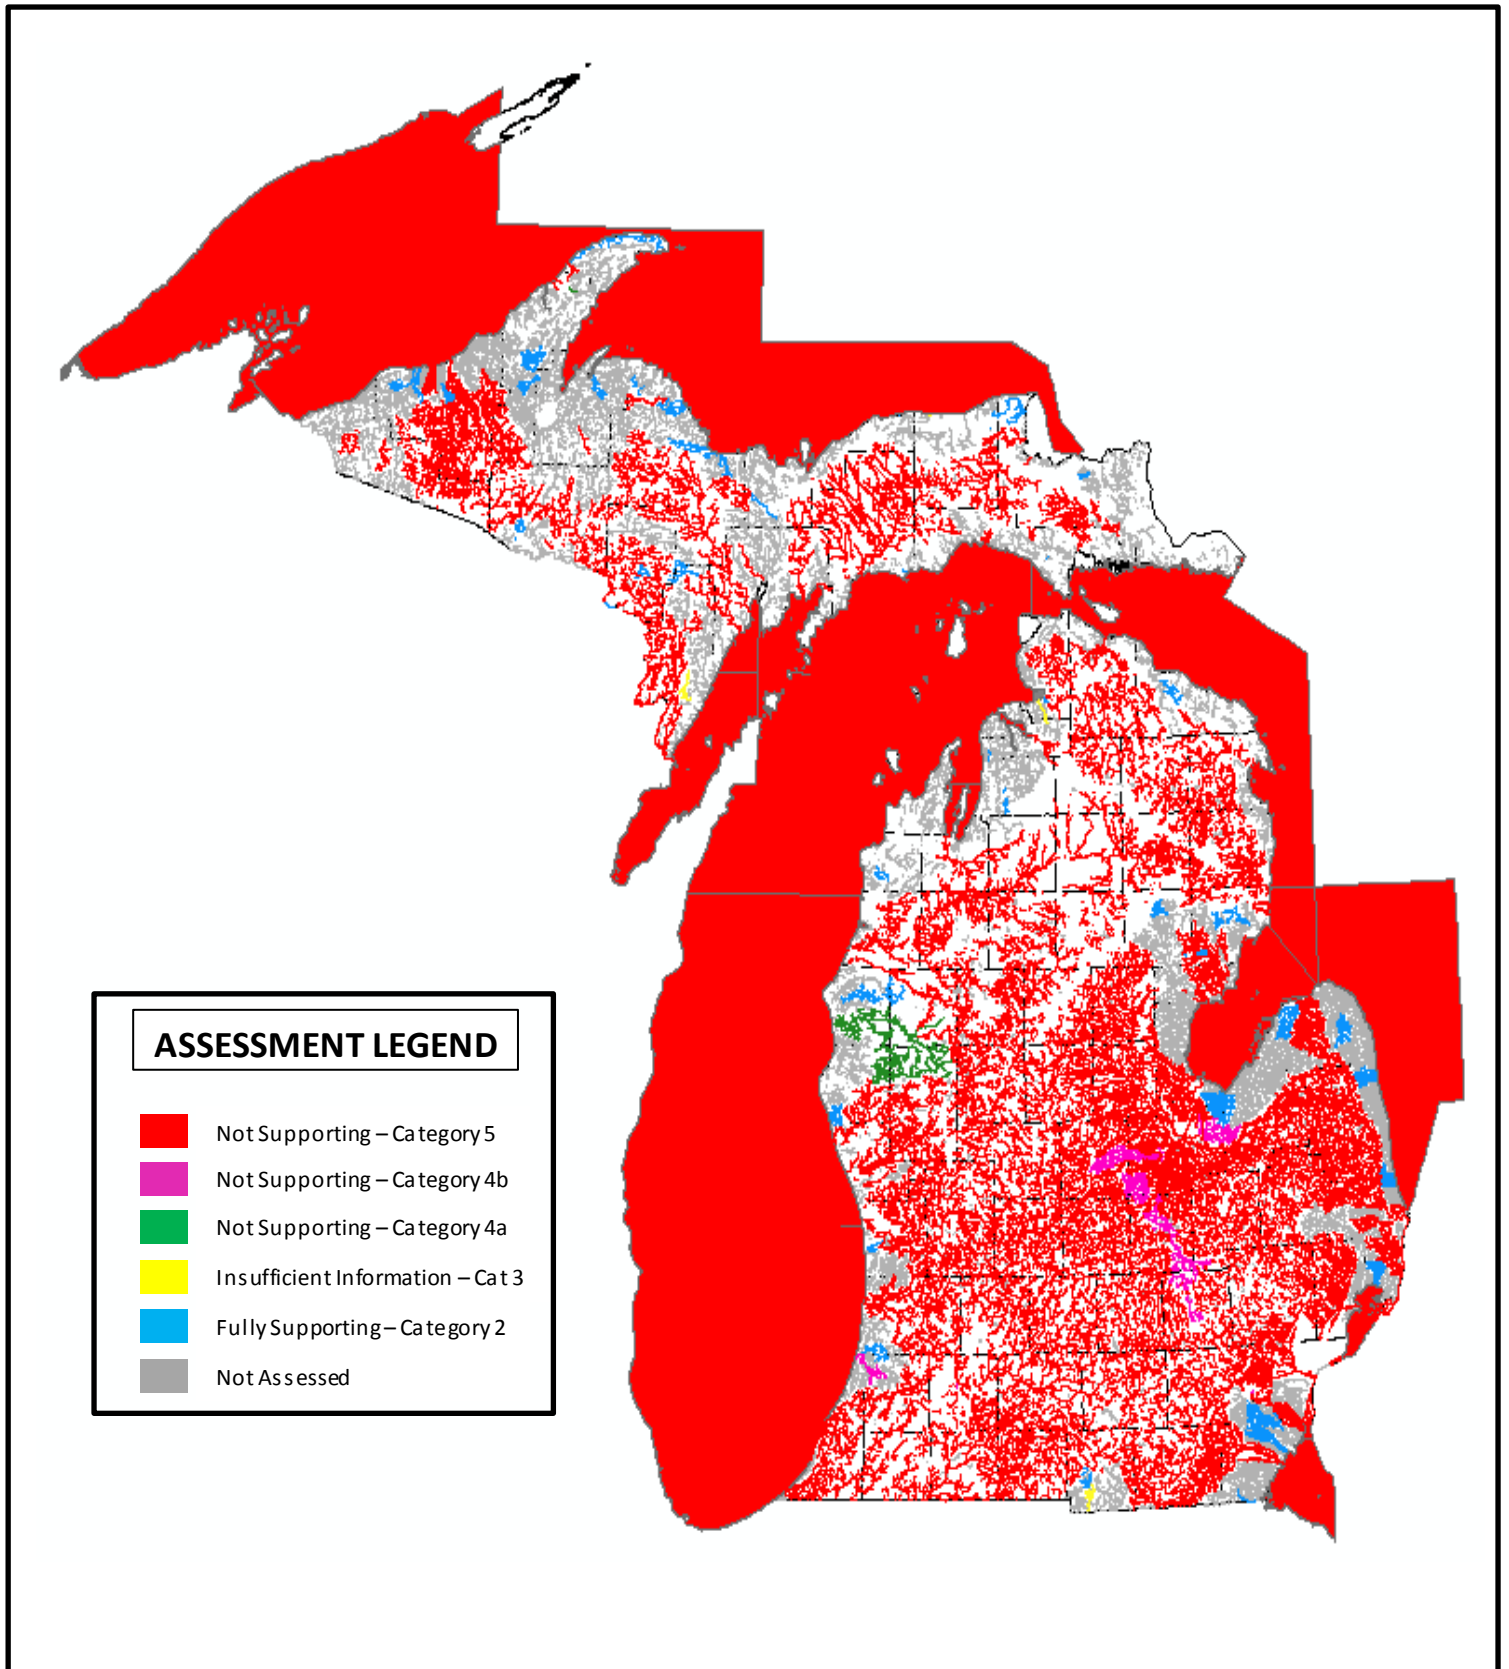 ASSESSMENT LEGEND
Not Supporting – Category 5
Not Supporting – Category 4b
Not Supporting – Category 4a
Insufficient Information – Cat 3
Fully Supporting – Category 2
Not Assessed